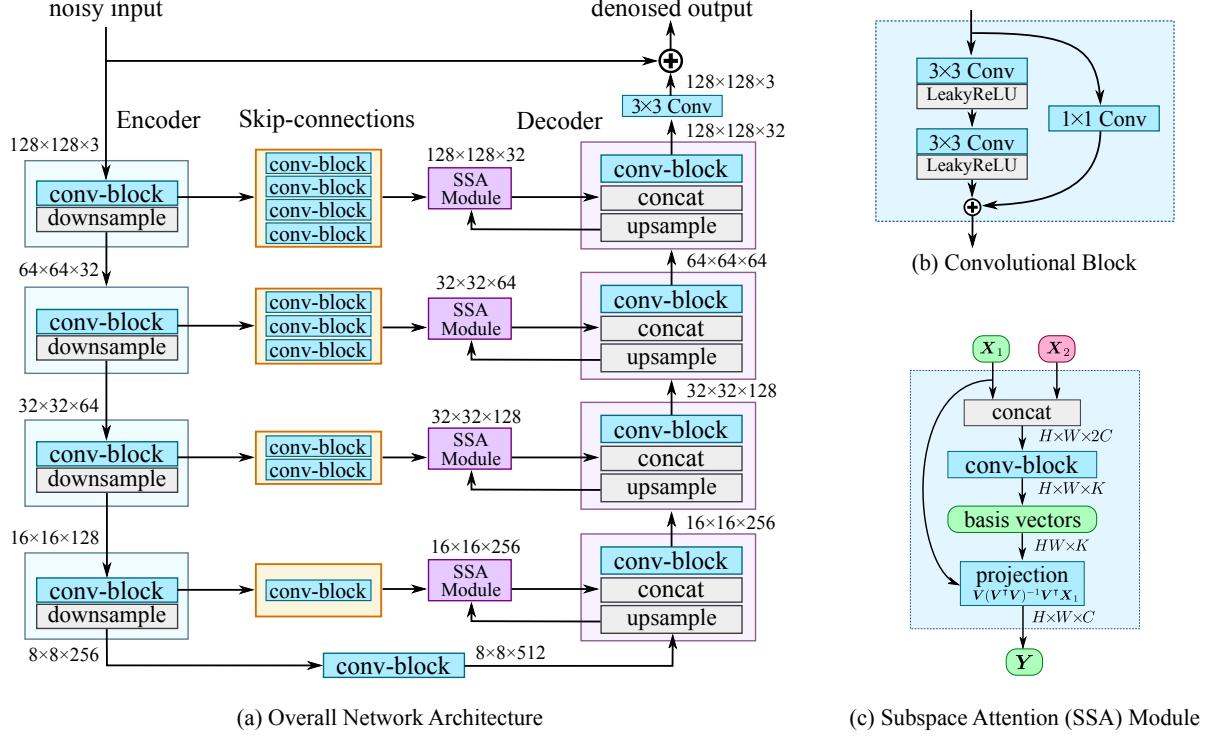 noisy input
denoised output
128×128×3
3×3 Conv
Encoder
Skip-connections
Decoder
128×128×32
128×128×3
conv-block
downsample
conv-block
conv-block
conv-block
conv-block
128×128×32
SSA
Module
conv-block
concat
upsample
64×64×32
64×64×64
conv-block
downsample
conv-block
conv-block
conv-block
32×32×64
SSA
Module
conv-block
concat
upsample
32×32×64
32×32×128
conv-block
downsample
conv-block
conv-block
32×32×128
SSA
Module
conv-block
concat
upsample
16×16×128
16×16×256
conv-block
downsample
conv-block
16×16×256
SSA
Module
conv-block
concat
upsample
8×8×256
conv-block
8×8×512
(a) Overall Network Architecture
3×3 Conv
LeakyReLU
1×1 Conv
3×3 Conv
LeakyReLU
(b) Convolutional Block
X₁
X₂
concat
H×W×2C
conv-block
H×W×K
basis vectors
HW×K
projection
V(VᵀV)⁻¹VᵀX₁
H×W×C
Y
(c) Subspace Attention (SSA) Module